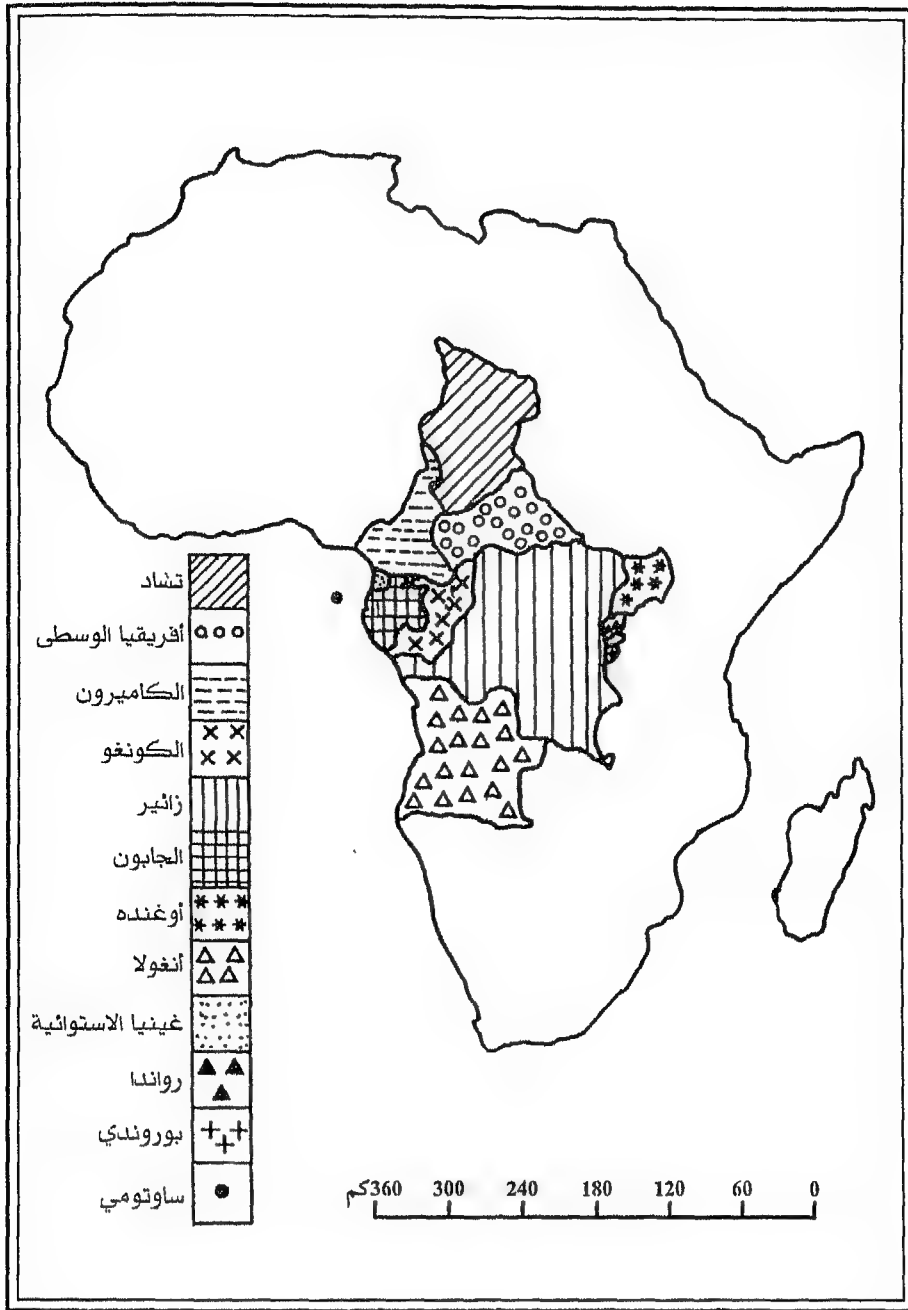 تشاد
أفريقيا الوسطى
الكاميرون
الكونغو
زائير
الجابون
أوغنده
أنغولا
غينيا الاستوائية
رواندا
بوروندي
ساوتومي
0 60 120 180 240 300 360كم